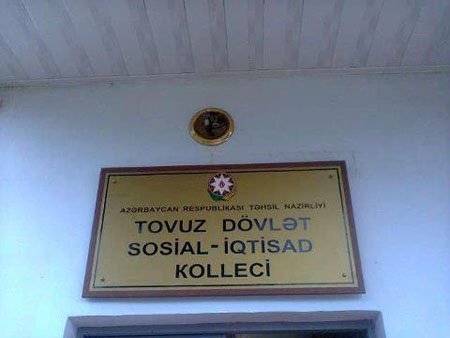 AZƏRBAYCAN RESPUBLİKASI TƏHSİL NAZİRLİYİ
TOVUZ DÖVLƏT
SOSİAL-İQTİSAD
KOLLECİ